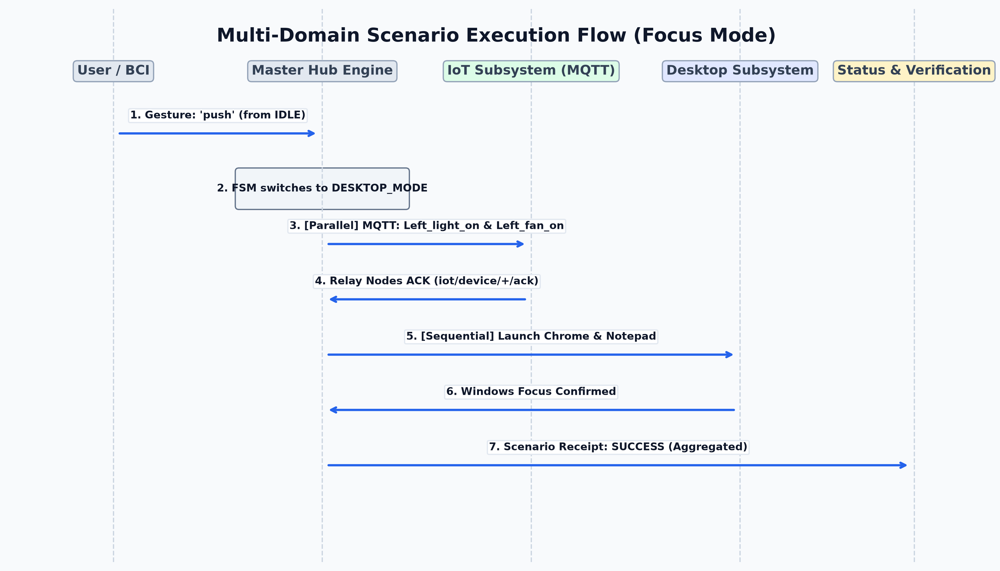 Multi-Domain Scenario Execution Flow (Focus Mode)
User / BCI
Master Hub Engine
IoT Subsystem (MQTT)
Desktop Subsystem
Status & Verification
1. Gesture: 'push' (from IDLE)
2. FSM switches to DESKTOP_MODE
3. [Parallel] MQTT: Left_light_on & Left_fan_on
4. Relay Nodes ACK (iot/device/+/ack)
5. [Sequential] Launch Chrome & Notepad
6. Windows Focus Confirmed
7. Scenario Receipt: SUCCESS (Aggregated)